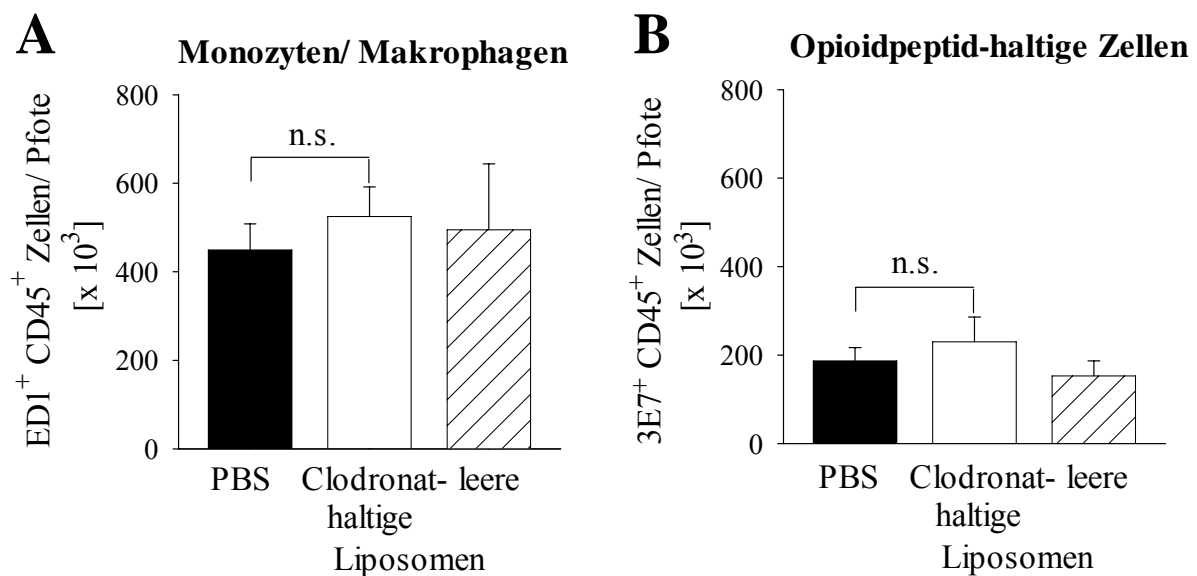 A
Monozyten/ Makrophagen
ED1⁺ CD45⁺ Zellen/ Pfote
[x 10³]
800
600
400
200
0
n.s.
PBS
Clodronat- leere
haltige
Liposomen
B
Opioidpeptid-haltige Zellen
3E7⁺ CD45⁺ Zellen/ Pfote
[x 10³]
800
600
400
200
0
n.s.
PBS
Clodronat- leere
haltige
Liposomen